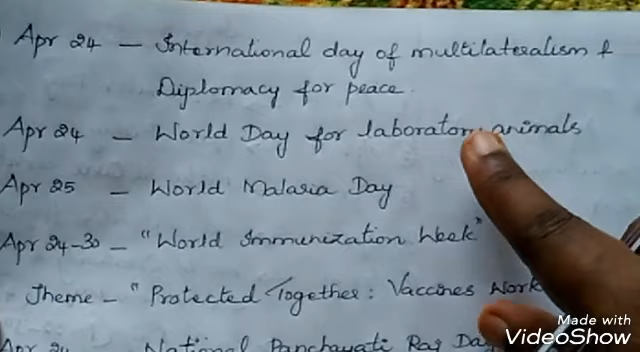 Apr 24 — International day of multilateralism &
Diplomacy for peace.
Apr 24 — World Day for laboratory animals
Apr 25 — World Malaria Day
Apr 24-30 — "World Immunization Week"
Theme — "Protected Together: Vaccines Work
Apr 24 National Panchayati Raj Day
Made with
VideoShow